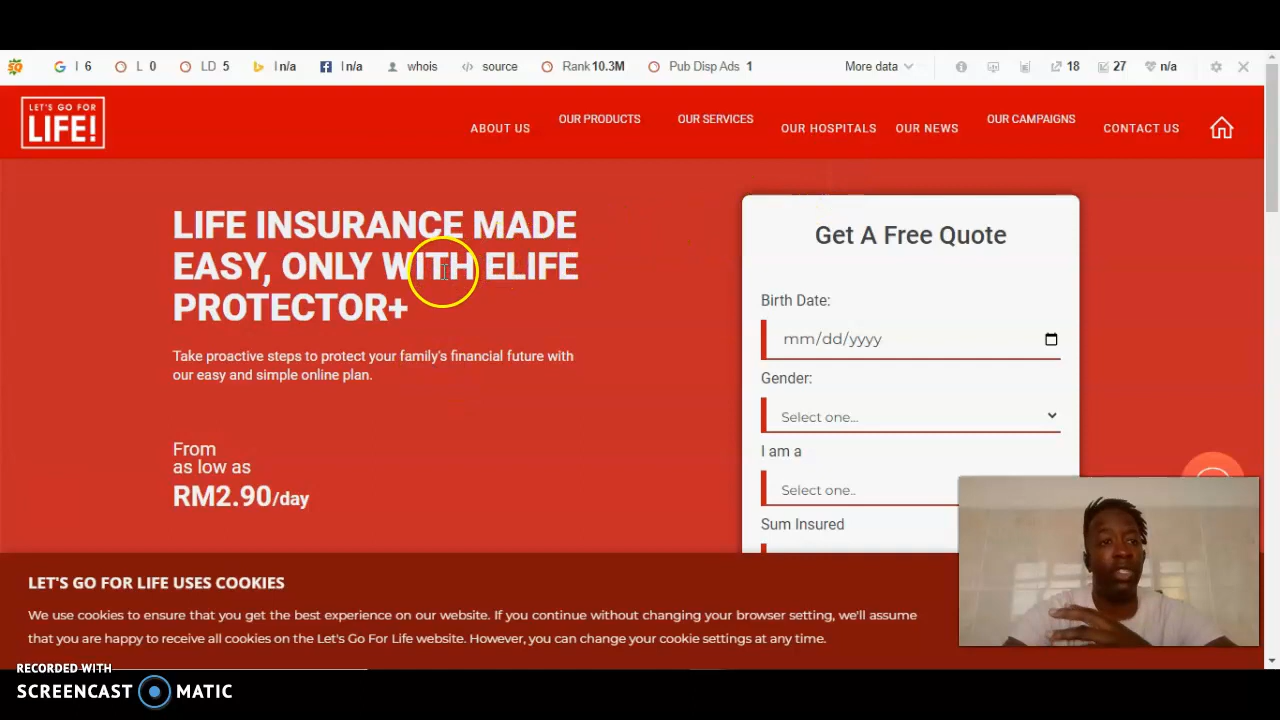 I 6
L 0
LD 5
I n/a
I n/a
whois
source
Rank 10.3M
Pub Disp Ads 1
More data
18
27
n/a
LET'S GO FOR
LIFE!
ABOUT US
OUR PRODUCTS
OUR SERVICES
OUR HOSPITALS
OUR NEWS
OUR CAMPAIGNS
CONTACT US
LIFE INSURANCE MADE
EASY, ONLY WITH ELIFE
PROTECTOR+
Take proactive steps to protect your family's financial future with
our easy and simple online plan.
From
as low as
RM2.90/day
Get A Free Quote
Birth Date:
mm/dd/yyyy
Gender:
Select one...
I am a
Select one..
Sum Insured
LET'S GO FOR LIFE USES COOKIES
We use cookies to ensure that you get the best experience on our website. If you continue without changing your browser setting, we'll assume
that you are happy to receive all cookies on the Let's Go For Life website. However, you can change your cookie settings at any time.
RECORDED WITH
SCREENCAST MATIC